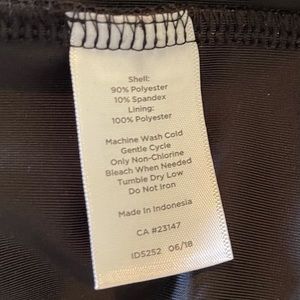 Shell:
90% Polyester
10% Spandex
Lining:
100% Polyester
Machine Wash Cold
Gentle Cycle
Only Non-Chlorine
Bleach When Needed
Tumble Dry Low
Do Not Iron
Made In Indonesia
CA #23147
ID5252 06/18